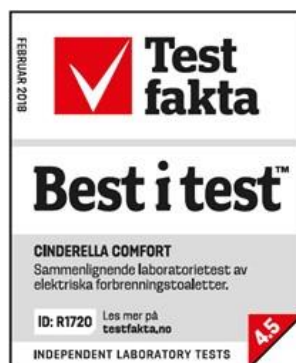 FEBRUAR 2018
Test
fakta
Best i test™
CINDERELLA COMFORT
Sammenlignende laboratorietest av
elektriska forbrenningstoaletter.
ID: R1720
Les mer på
testfakta.no
4.5
INDEPENDENT LABORATORY TESTS